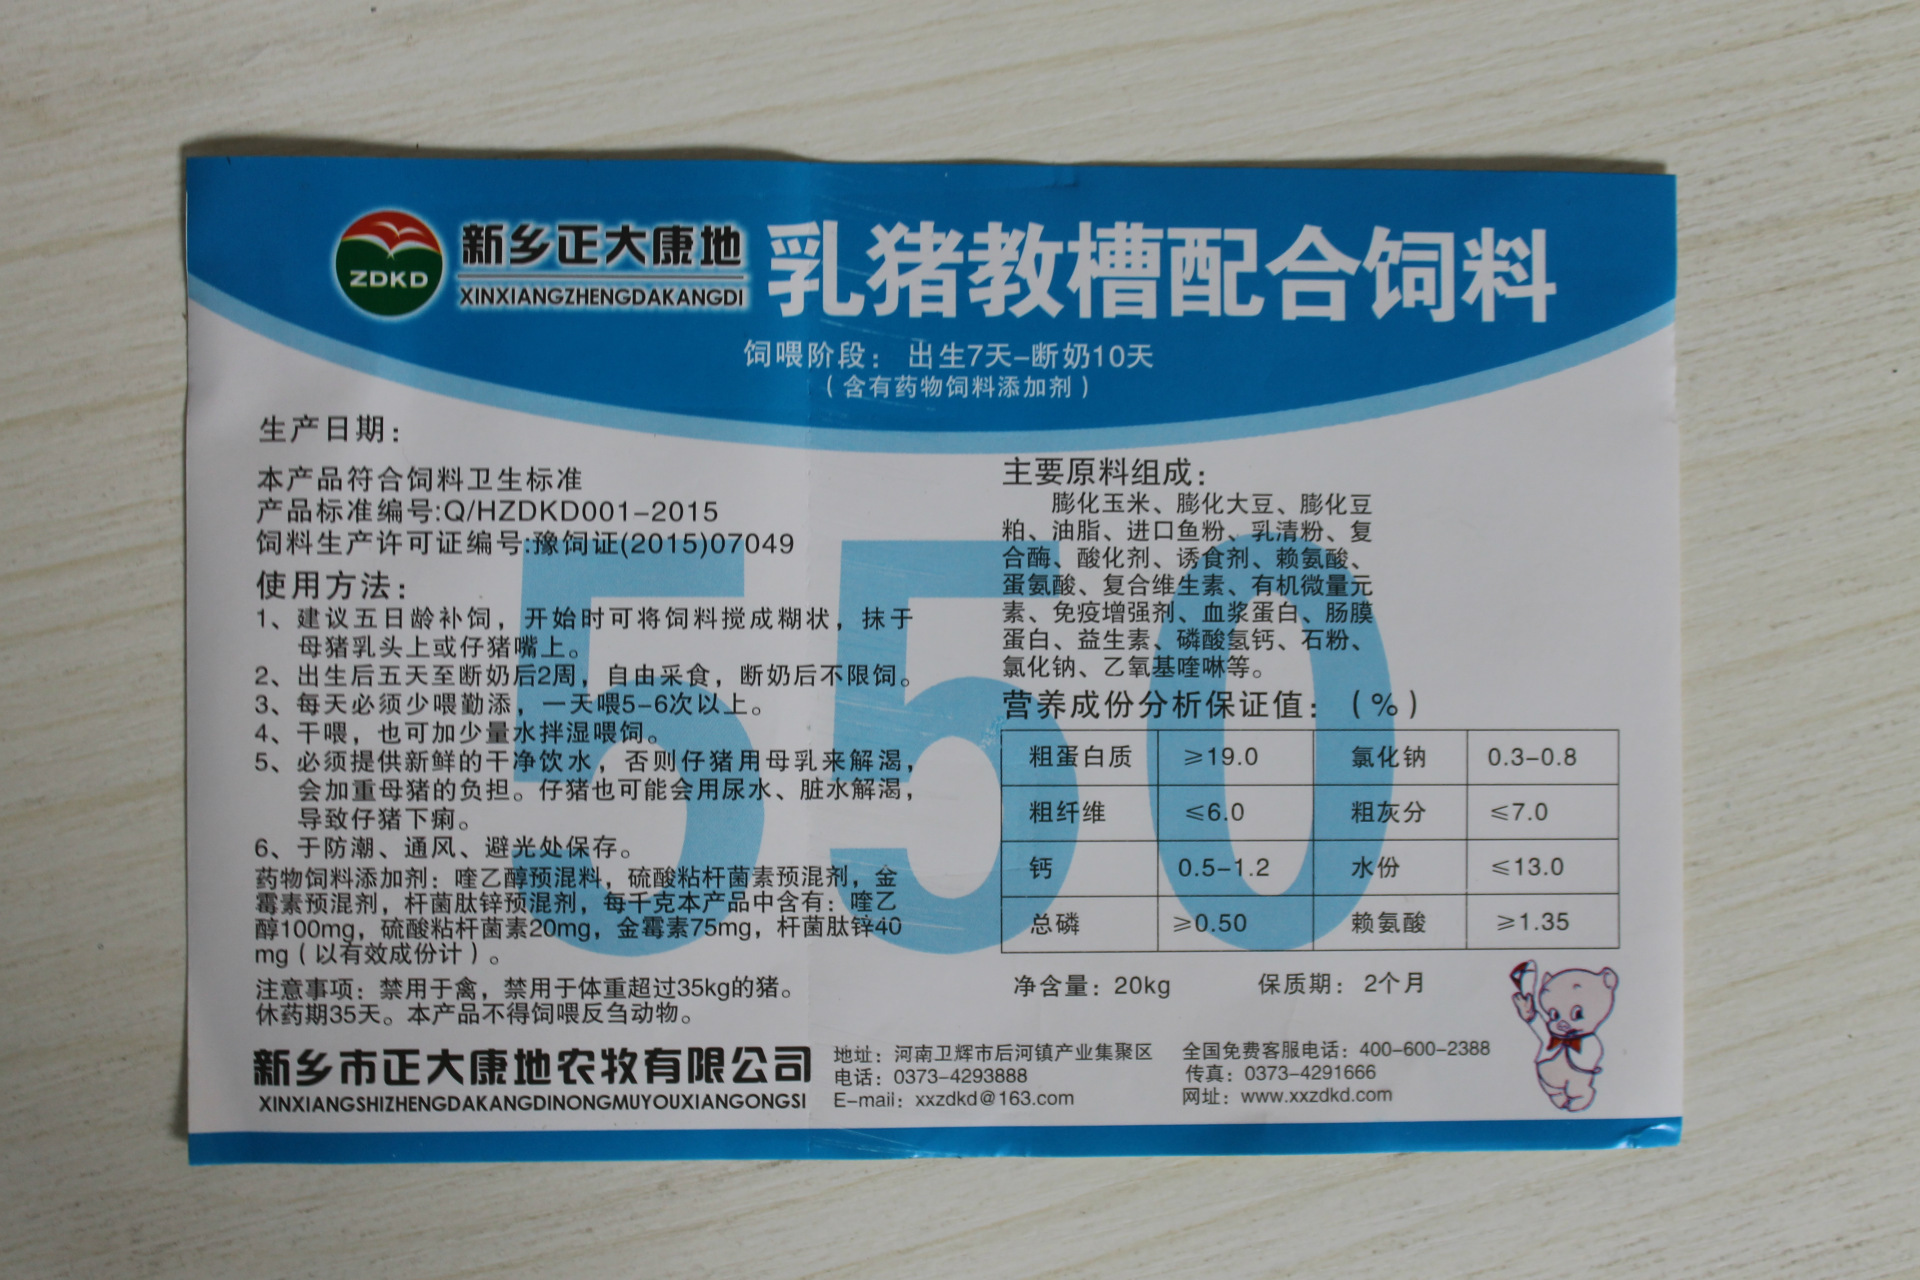 ZDKD
新乡正大康地
XINXIANGZHENGDAKANGDI
乳猪教槽配合饲料
饲喂阶段：出生7天-断奶10天
（含有药物饲料添加剂）
550
生产日期：
本产品符合饲料卫生标准
产品标准编号:Q/HZDKD001-2015
饲料生产许可证编号:豫饲证(2015)07049
使用方法：
1、建议五日龄补饲，开始时可将饲料搅成糊状，抹于
母猪乳头上或仔猪嘴上。
2、出生后五天至断奶后2周，自由采食，断奶后不限饲。
3、每天必须少喂勤添，一天喂5-6次以上。
4、干喂，也可加少量水拌湿喂饲。
5、必须提供新鲜的干净饮水，否则仔猪用母乳来解渴，
会加重母猪的负担。仔猪也可能会用尿水、脏水解渴，
导致仔猪下痢。
6、于防潮、通风、避光处保存。
药物饲料添加剂：喹乙醇预混料，硫酸粘杆菌素预混剂，金
霉素预混剂，杆菌肽锌预混剂，每千克本产品中含有：喹乙
醇100mg，硫酸粘杆菌素20mg，金霉素75mg，杆菌肽锌40
mg（以有效成份计）。
注意事项：禁用于禽，禁用于体重超过35kg的猪。
休药期35天。本产品不得饲喂反刍动物。
主要原料组成：
膨化玉米、膨化大豆、膨化豆
粕、油脂、进口鱼粉、乳清粉、复
合酶、酸化剂、诱食剂、赖氨酸、
蛋氨酸、复合维生素、有机微量元
素、免疫增强剂、血浆蛋白、肠膜
蛋白、益生素、磷酸氢钙、石粉、
氯化钠、乙氧基喹啉等。
营养成份分析保证值：（%）
粗蛋白质 ≥19.0 氯化钠 0.3-0.8
粗纤维 ≤6.0 粗灰分 ≤7.0
钙 0.5-1.2 水份 ≤13.0
总磷 ≥0.50 赖氨酸 ≥1.35
净含量：20kg 保质期：2个月
新乡市正大康地农牧有限公司
XINXIANGSHIZHENGDAKANGDINONGMUYOUXIANGONGSI
地址：河南卫辉市后河镇产业集聚区
电话：0373-4293888
E-mail：xxzdkd@163.com
全国免费客服电话：400-600-2388
传真：0373-4291666
网址：www.xxzdkd.com